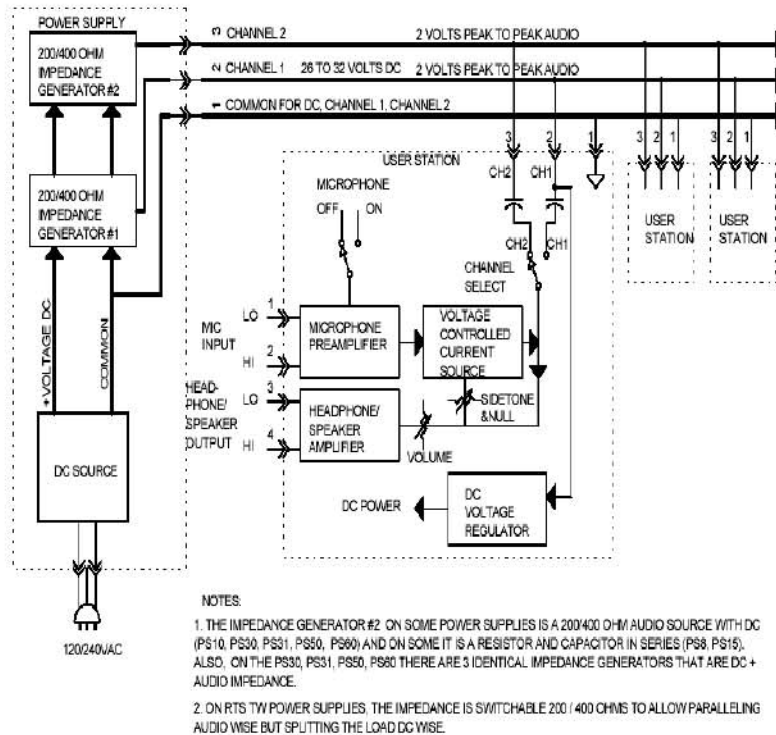 POWER SUPPLY
3 CHANNEL 2 2 VOLTS PEAK TO PEAK AUDIO
200/400 OHM
IMPEDANCE
GENERATOR #2
2 CHANNEL 1 26 TO 32 VOLTS DC 2 VOLTS PEAK TO PEAK AUDIO
1 COMMON FOR DC, CHANNEL 1, CHANNEL 2
3 2 1
3 2 1
3 2 1
USER STATION
200/400 OHM
IMPEDANCE
GENERATOR #1
MICROPHONE
OFF ON
CH2 CH1
CH2 CH1
CHANNEL
SELECT
USER
STATION
USER
STATION
+VOLTAGE DC
COMMON
MIC
INPUT
LO 1
HI 2
MICROPHONE
PREAMPLIFIER
VOLTAGE
CONTROLLED
CURRENT
SOURCE
HEAD-
PHONE/
SPEAKER
OUTPUT
LO 3
HI 4
HEADPHONE/
SPEAKER
AMPLIFIER
SIDETONE
&NULL
VOLUME
DC SOURCE
DC POWER
DC
VOLTAGE
REGULATOR
120/240VAC
NOTES:
1. THE IMPEDANCE GENERATOR #2 ON SOME POWER SUPPLIES IS A 200/400 OHM AUDIO SOURCE WITH DC
(PS10, PS30, PS31, PS50, PS60) AND ON SOME IT IS A RESISTOR AND CAPACITOR IN SERIES (PS8, PS15).
ALSO, ON THE PS30, PS31, PS50, PS60 THERE ARE 3 IDENTICAL IMPEDANCE GENERATORS THAT ARE DC +
AUDIO IMPEDANCE.
2. ON RTS TW POWER SUPPLIES, THE IMPEDANCE IS SWITCHABLE 200 / 400 OHMS TO ALLOW PARALLELING
AUDIO WISE BUT SPLITTING THE LOAD DC WISE.